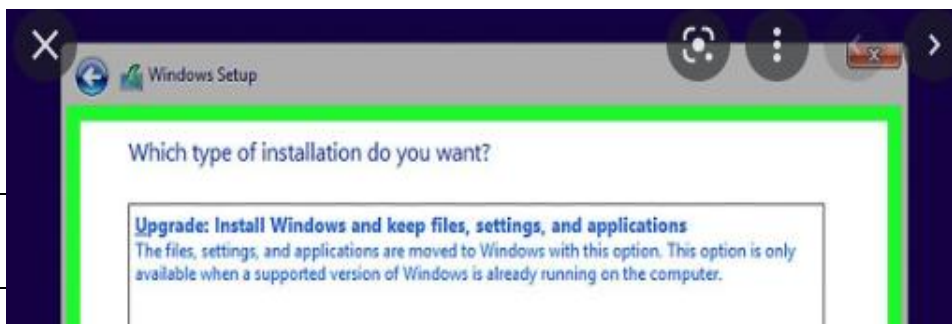 Windows Setup
Which type of installation do you want?
Upgrade: Install Windows and keep files, settings, and applications
The files, settings, and applications are moved to Windows with this option. This option is only
available when a supported version of Windows is already running on the computer.